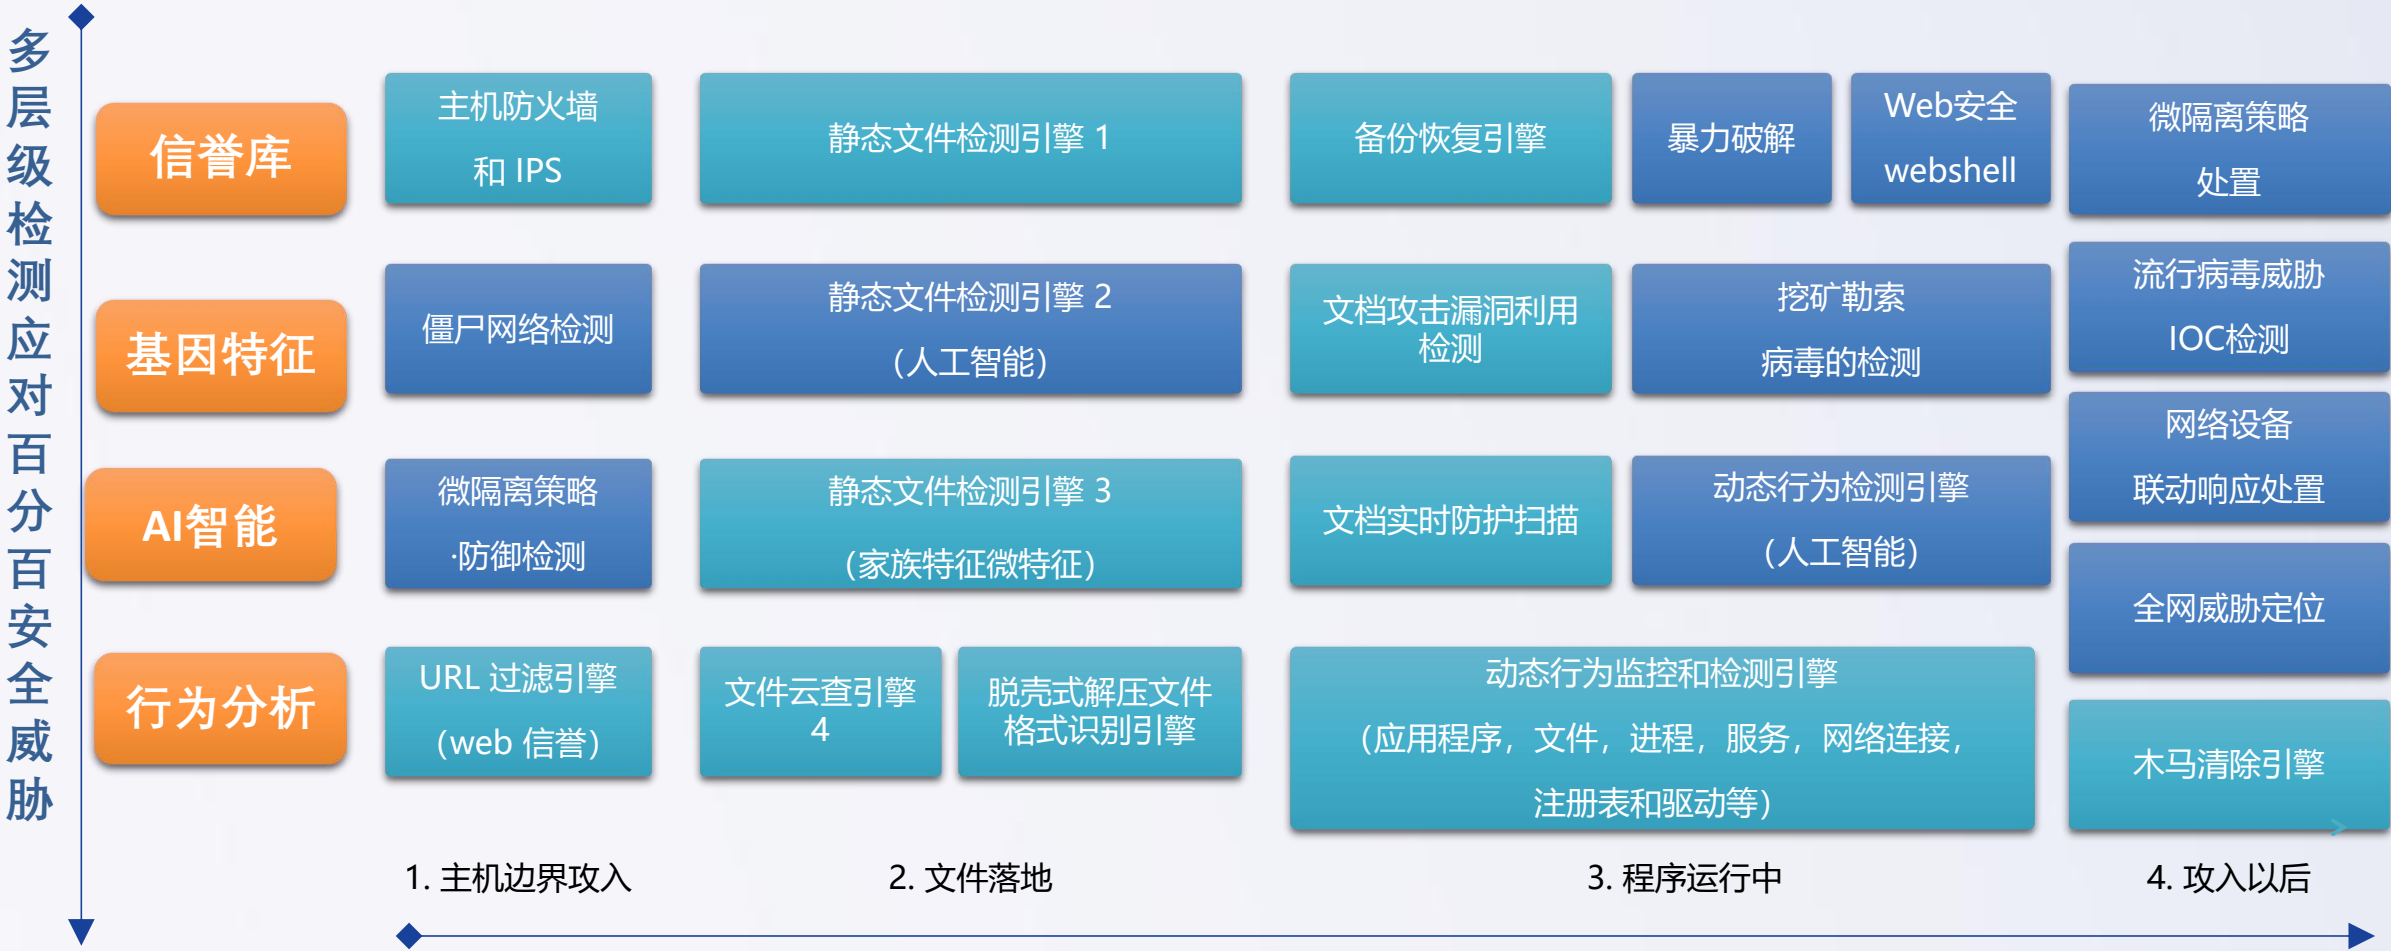 多层级检测应对百分百安全威胁
信誉库
主机防火墙
和 IPS
静态文件检测引擎 1
备份恢复引擎
暴力破解
Web安全
webshell
微隔离策略
处置
基因特征
僵尸网络检测
静态文件检测引擎 2
（人工智能）
文档攻击漏洞利用
检测
挖矿勒索
病毒的检测
流行病毒威胁
IOC检测
AI智能
微隔离策略
·防御检测
静态文件检测引擎 3
（家族特征微特征）
文档实时防护扫描
动态行为检测引擎
（人工智能）
网络设备
联动响应处置
全网威胁定位
行为分析
URL 过滤引擎
（web 信誉）
文件云查引擎
4
脱壳式解压文件
格式识别引擎
动态行为监控和检测引擎
（应用程序，文件，进程，服务，网络连接，
注册表和驱动等）
木马清除引擎
1. 主机边界攻入
2. 文件落地
3. 程序运行中
4. 攻入以后